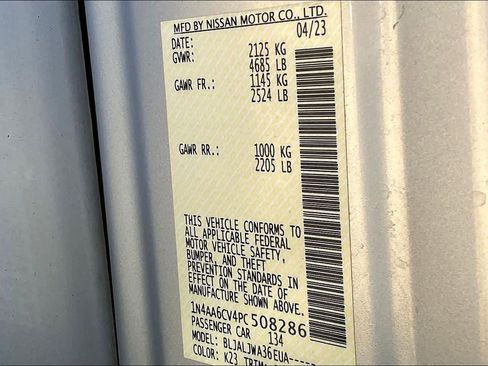 MFD BY NISSAN MOTOR CO., LTD.
DATE: 04/23
GVWR: 2125 KG
4685 LB
GAWR FR.: 1145 KG
2524 LB
GAWR RR.: 1000 KG
2205 LB
THIS VEHICLE CONFORMS TO
ALL APPLICABLE FEDERAL
MOTOR VEHICLE SAFETY,
BUMPER, AND THEFT
PREVENTION STANDARDS IN
EFFECT ON THE DATE OF
MANUFACTURE SHOWN ABOVE.
1N4AA6CV4PC508286
PASSENGER CAR 134
MODEL: BLJALJWA36EUA-----
COLOR: K23 TRIM: